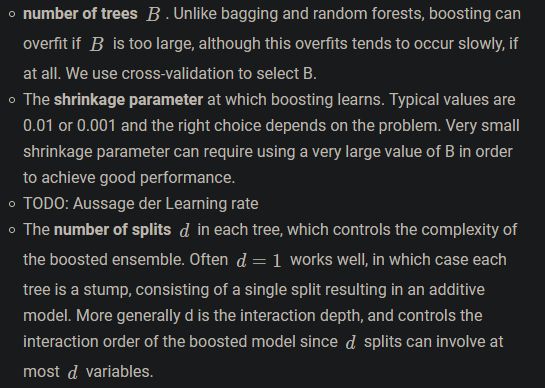 number of trees B . Unlike bagging and random forests, boosting can
overfit if B is too large, although this overfits tends to occur slowly, if
at all. We use cross-validation to select B.
The shrinkage parameter at which boosting learns. Typical values are
0.01 or 0.001 and the right choice depends on the problem. Very small
shrinkage parameter can require using a very large value of B in order
to achieve good performance.
TODO: Aussage der Learning rate
The number of splits d in each tree, which controls the complexity of
the boosted ensemble. Often d = 1 works well, in which case each
tree is a stump, consisting of a single split resulting in an additive
model. More generally d is the interaction depth, and controls the
interaction order of the boosted model since d splits can involve at
most d variables.